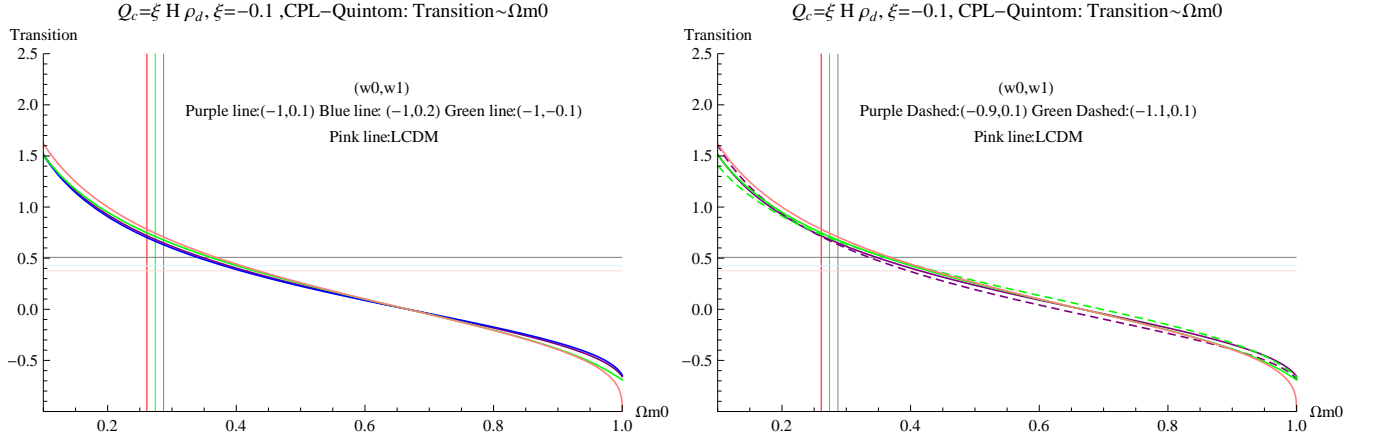 Q_c=ξ H ρ_d, ξ=−0.1 ,CPL−Quintom: Transition~Ωm0
Transition
2.5
2.0
1.5
1.0
0.5
0.0
−0.5
(w0,w1)
Purple line:(−1,0.1) Blue line: (−1,0.2) Green line:(−1,−0.1)
Pink line:LCDM
0.2 0.4 0.6 0.8 1.0
Ωm0
Q_c=ξ H ρ_d, ξ=−0.1, CPL−Quintom: Transition~Ωm0
Transition
2.5
2.0
1.5
1.0
0.5
0.0
−0.5
(w0,w1)
Purple Dashed:(−0.9,0.1) Green Dashed:(−1.1,0.1)
Pink line:LCDM
0.2 0.4 0.6 0.8 1.0
Ωm0